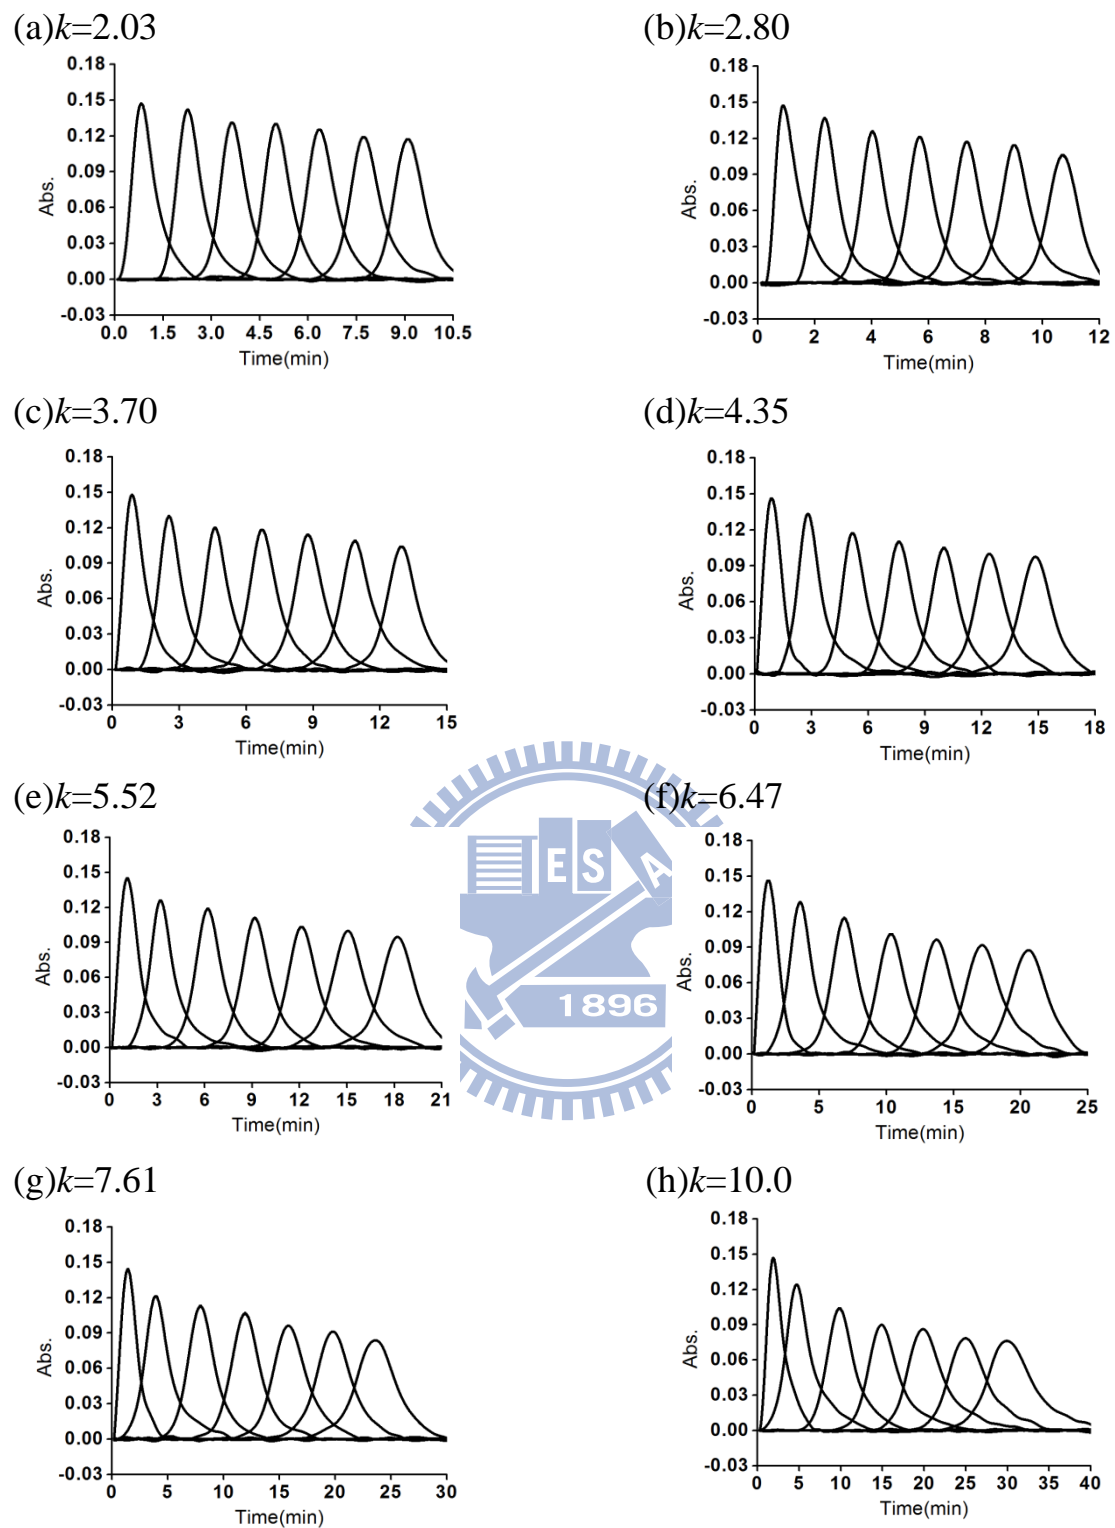 (a)k=2.03
0.18
0.15
0.12
0.09
0.06
0.03
0.00
-0.03
Abs.
0.0 1.5 3.0 4.5 6.0 7.5 9.0 10.5
Time(min)
(b)k=2.80
0.18
0.15
0.12
0.09
0.06
0.03
0.00
-0.03
Abs.
0 2 4 6 8 10 12
Time(min)
(c)k=3.70
0.18
0.15
0.12
0.09
0.06
0.03
0.00
-0.03
Abs.
0 3 6 9 12 15
Time(min)
(d)k=4.35
0.18
0.15
0.12
0.09
0.06
0.03
0.00
-0.03
Abs.
0 3 6 9 12 15 18
Time(min)
(e)k=5.52
0.18
0.15
0.12
0.09
0.06
0.03
0.00
-0.03
Abs.
0 3 6 9 12 15 18 21
Time(min)
E S A
1896
(f)k=6.47
0.18
0.15
0.12
0.09
0.06
0.03
0.00
-0.03
Abs.
0 5 10 15 20 25
Time(min)
(g)k=7.61
0.18
0.15
0.12
0.09
0.06
0.03
0.00
-0.03
Abs.
0 5 10 15 20 25 30
Time(min)
(h)k=10.0
0.18
0.15
0.12
0.09
0.06
0.03
0.00
-0.03
Abs.
0 5 10 15 20 25 30 35 40
Time(min)